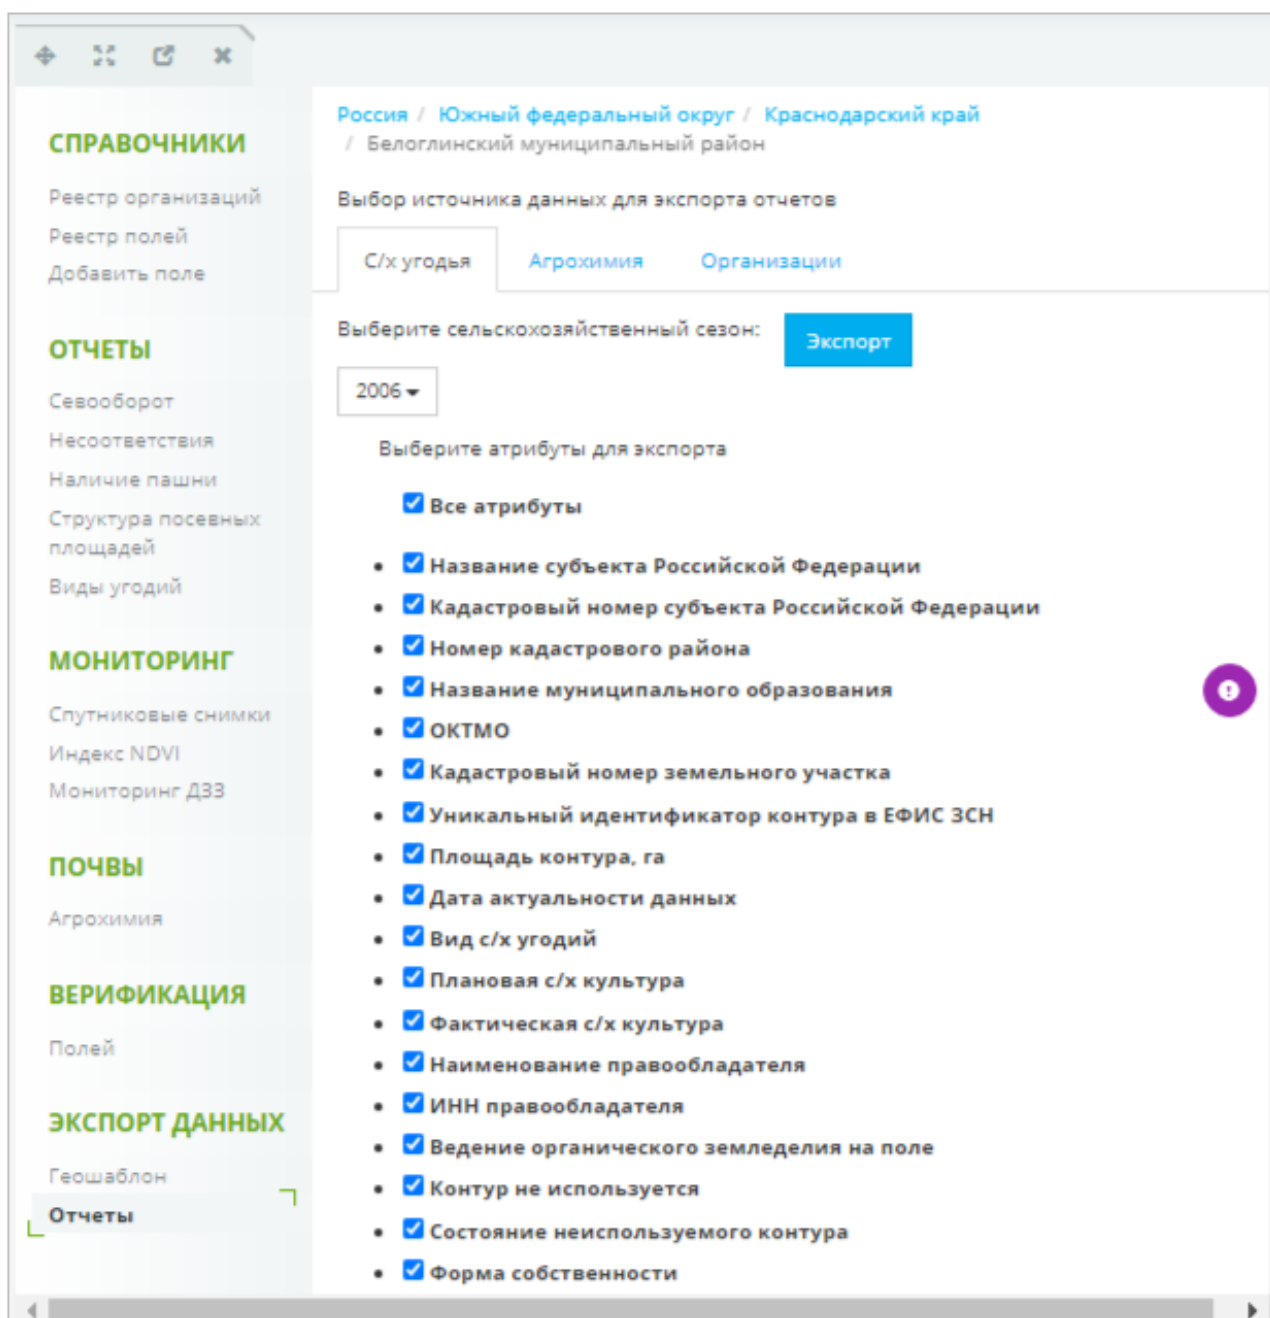 СПРАВОЧНИКИ
Реестр организаций
Реестр полей
Добавить поле
ОТЧЕТЫ
Севооборот
Несоответствия
Наличие пашни
Структура посевных
площадей
Виды угодий
МОНИТОРИНГ
Спутниковые снимки
Индекс NDVI
Мониторинг ДЗЗ
ПОЧВЫ
Агрохимия
ВЕРИФИКАЦИЯ
Полей
ЭКСПОРТ ДАННЫХ
Геошаблон
Отчеты
Россия / Южный федеральный округ / Краснодарский край
/ Белоглинский муниципальный район
Выбор источника данных для экспорта отчетов
С/х угодья Агрохимия Организации
Выберите сельскохозяйственный сезон: Экспорт
2006
Выберите атрибуты для экспорта
Все атрибуты
Название субъекта Российской Федерации
Кадастровый номер субъекта Российской Федерации
Номер кадастрового района
Название муниципального образования
ОКТМО
Кадастровый номер земельного участка
Уникальный идентификатор контура в ЕФИС ЗСН
Площадь контура, га
Дата актуальности данных
Вид с/х угодий
Плановая с/х культура
Фактическая с/х культура
Наименование правообладателя
ИНН правообладателя
Ведение органического земледелия на поле
Контур не используется
Состояние неиспользуемого контура
Форма собственности